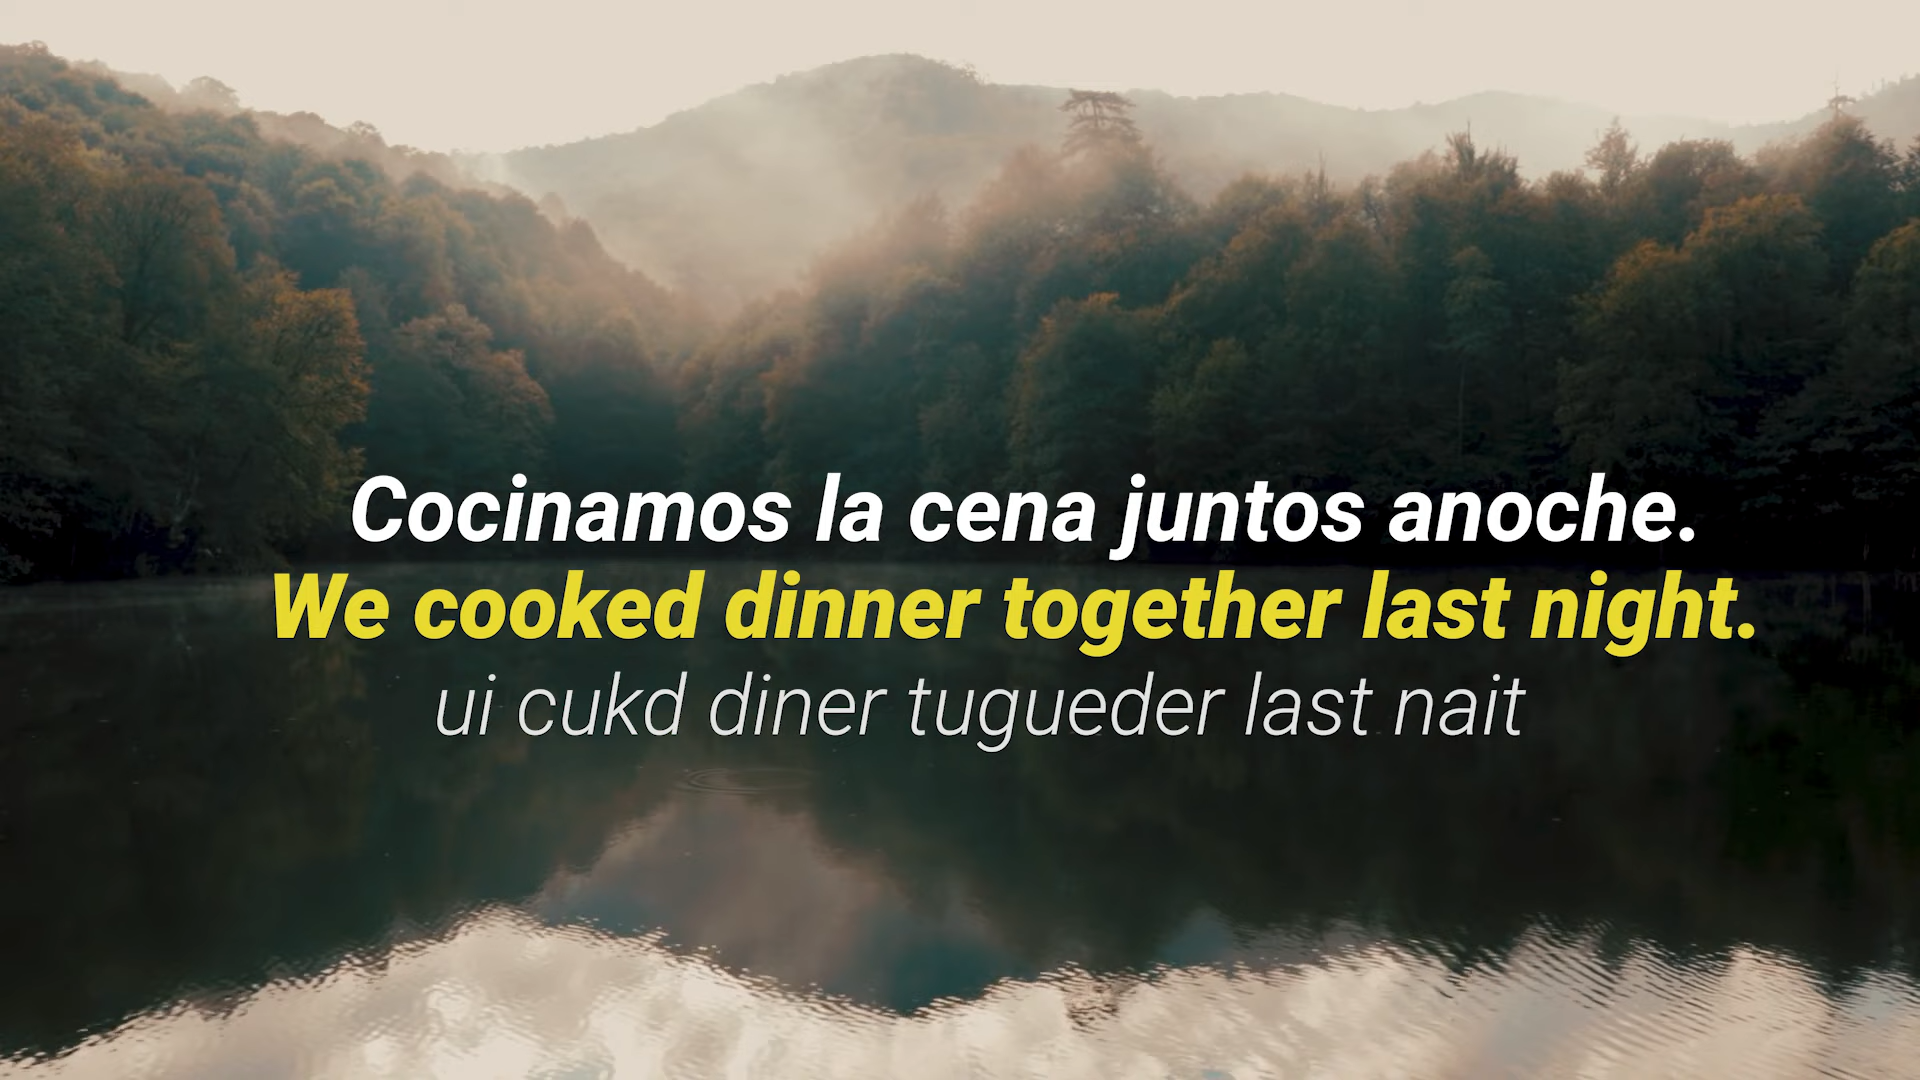 Cocinamos la cena juntos anoche.
We cooked dinner together last night.
ui cukd diner tugueder last nait